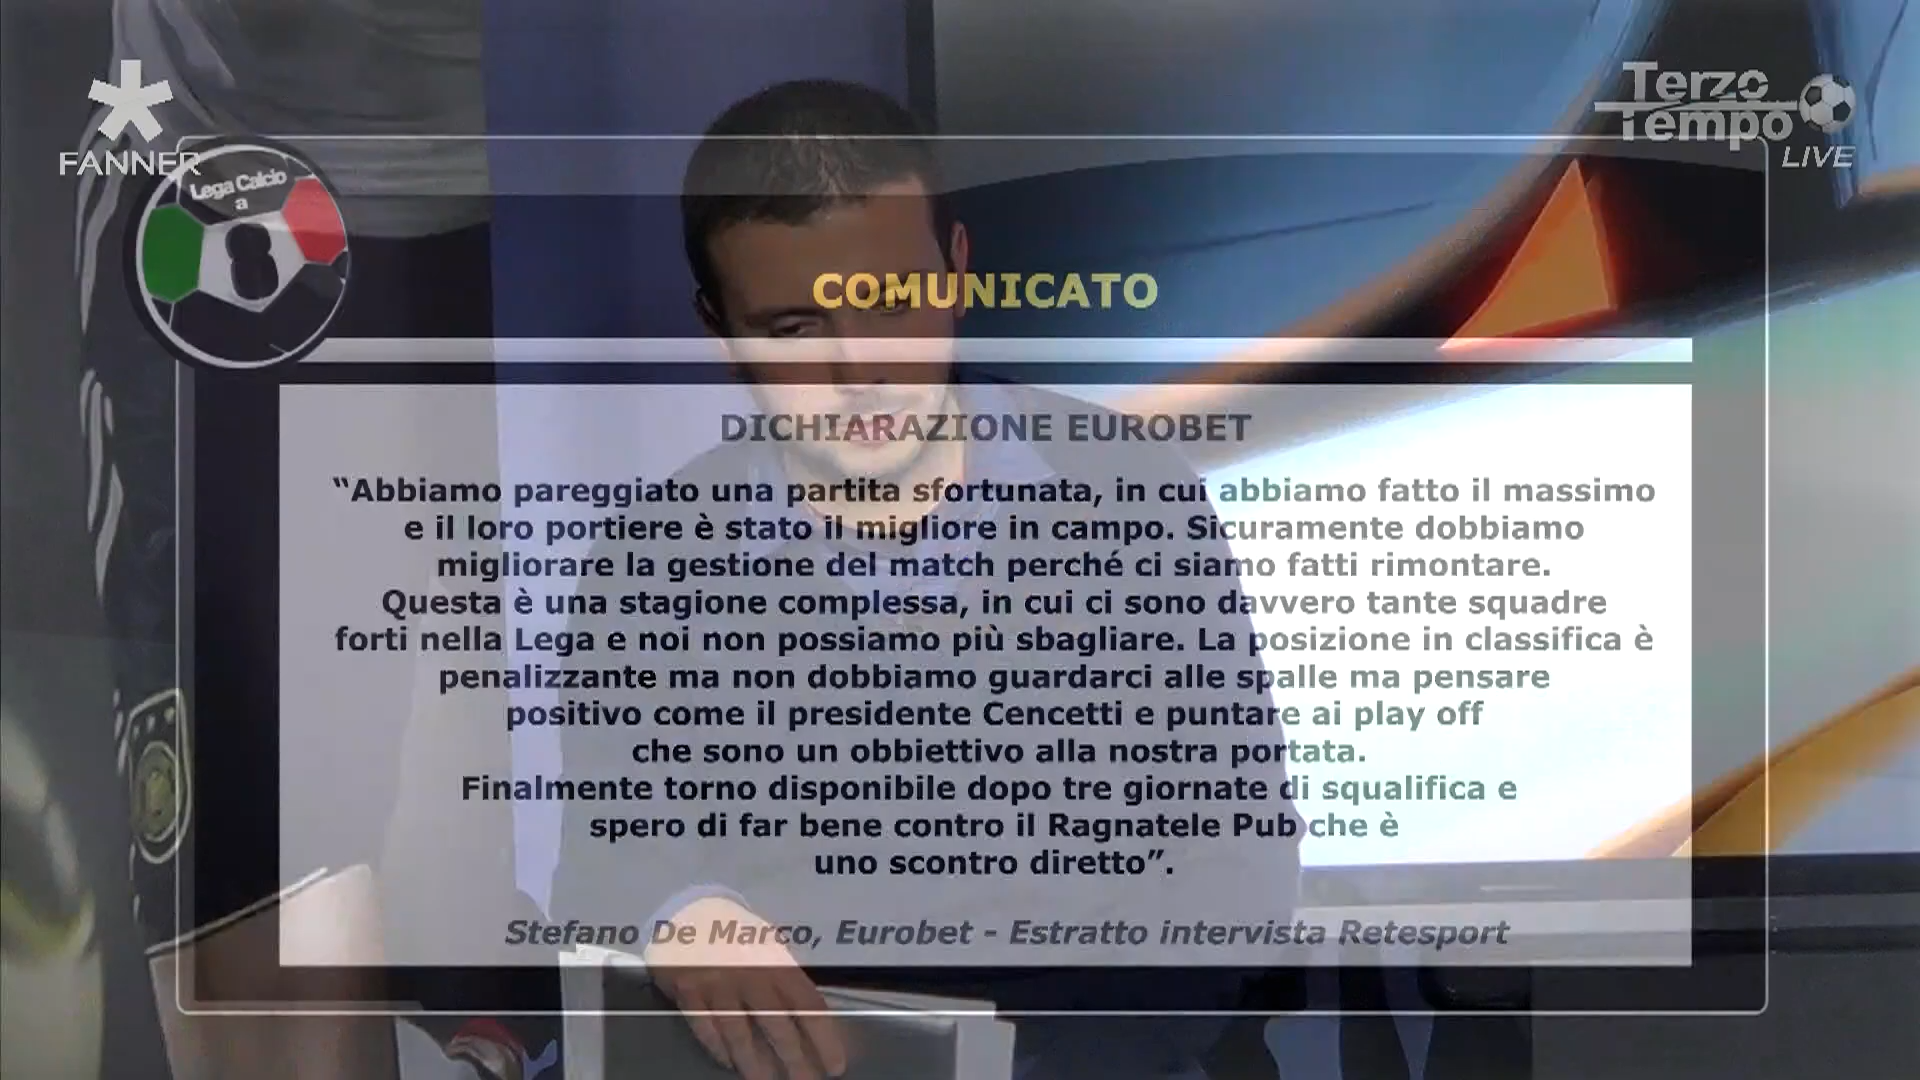 FANNER
Terzo
Tempo
LIVE
Lega Calcio
a
8
COMUNICATO
DICHIARAZIONE EUROBET
“Abbiamo pareggiato una partita sfortunata, in cui abbiamo fatto il massimo
e il loro portiere è stato il migliore in campo. Sicuramente dobbiamo
migliorare la gestione del match perché ci siamo fatti rimontare.
Questa è una stagione complessa, in cui ci sono davvero tante squadre
forti nella Lega e noi non possiamo più sbagliare. La posizione in classifica è
penalizzante ma non dobbiamo guardarci alle spalle ma pensare
positivo come il presidente Cencetti e puntare ai play off
che sono un obbiettivo alla nostra portata.
Finalmente torno disponibile dopo tre giornate di squalifica e
spero di far bene contro il Ragnatele Pub che è
uno scontro diretto”.
Stefano De Marco, Eurobet - Estratto intervista Retesport